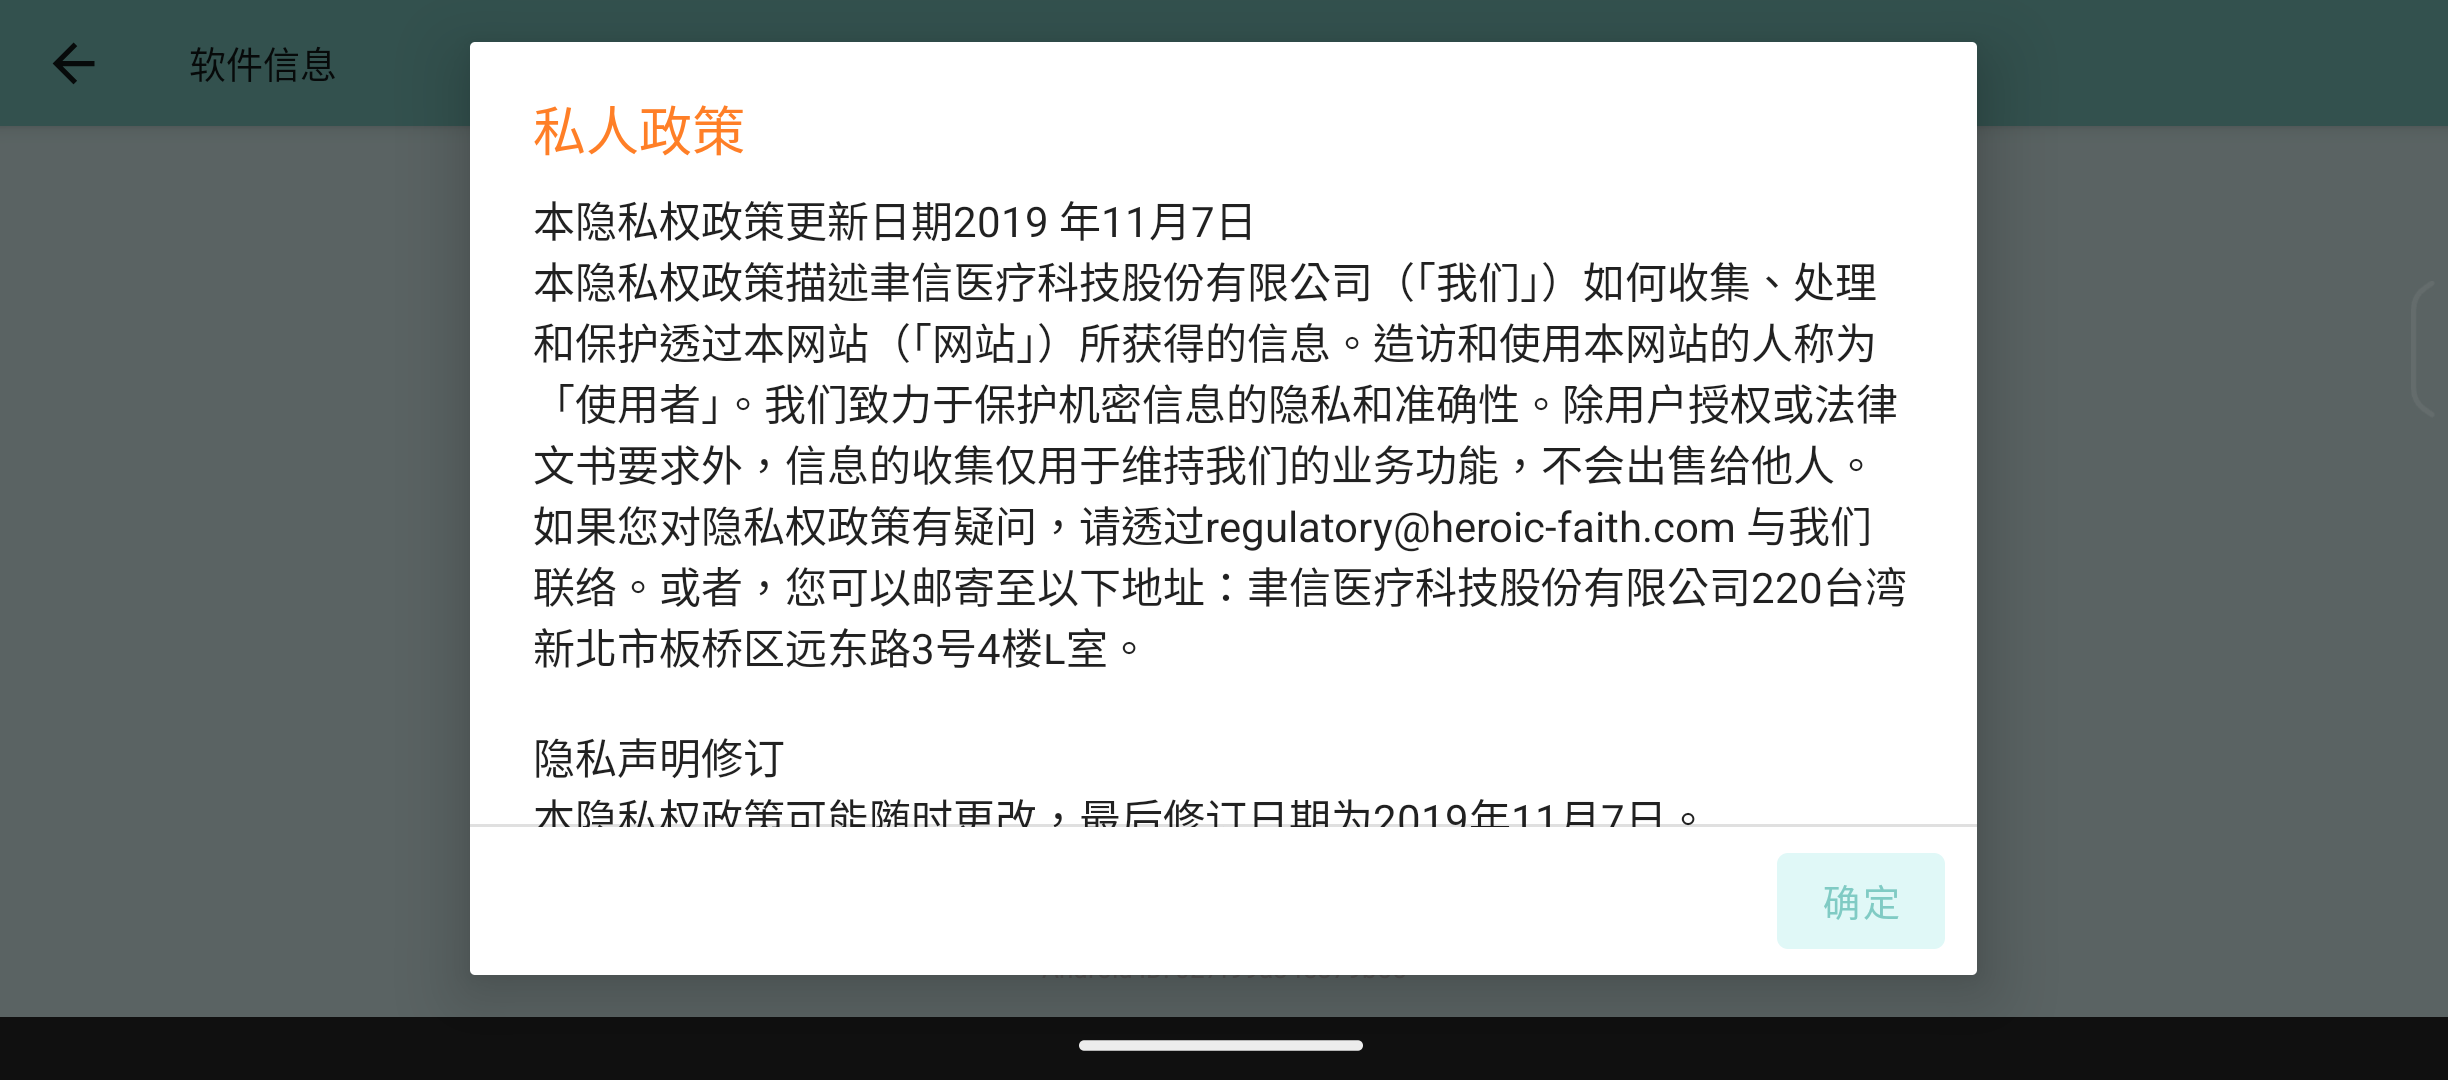 软件信息
私人政策
本隐私权政策更新日期2019 年11月7日
本隐私权政策描述聿信医疗科技股份有限公司（「我们」）如何收集、处理
和保护透过本网站（「网站」）所获得的信息。造访和使用本网站的人称为
「使用者」。我们致力于保护机密信息的隐私和准确性。除用户授权或法律
文书要求外，信息的收集仅用于维持我们的业务功能，不会出售给他人。
如果您对隐私权政策有疑问，请透过regulatory@heroic-faith.com 与我们
联络。或者，您可以邮寄至以下地址：聿信医疗科技股份有限公司220台湾
新北市板桥区远东路3号4楼L室。
隐私声明修订
本隐私权政策可能随时更改，最后修订日期为2019年11月7日。
确定